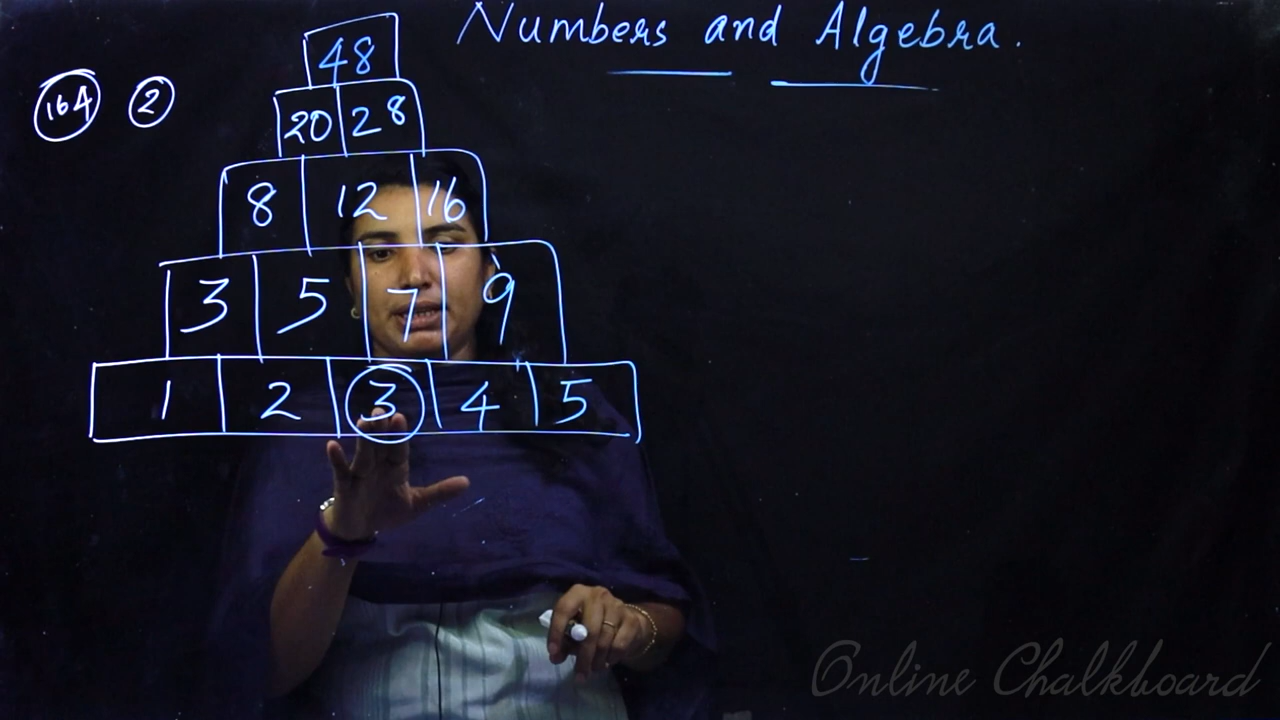 Numbers and Algebra.
164 2
48
20 28
8 12 16
3 5 7 9
1 2 3 4 5
Online Chalkboard